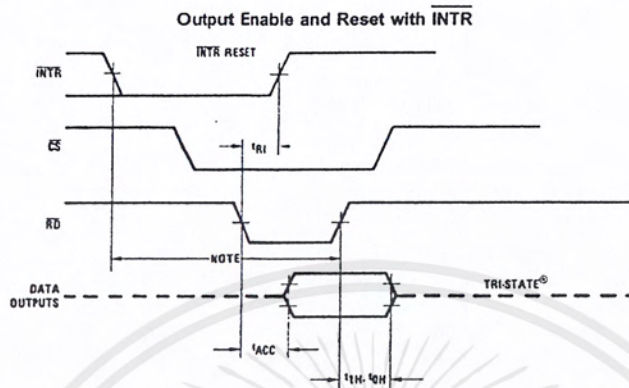 Output Enable and Reset with INTR
INTR RESET
INTR
CS
tRI
RD
NOTE
DATA
OUTPUTS
TRI-STATE®
tACC
t1H, t0H